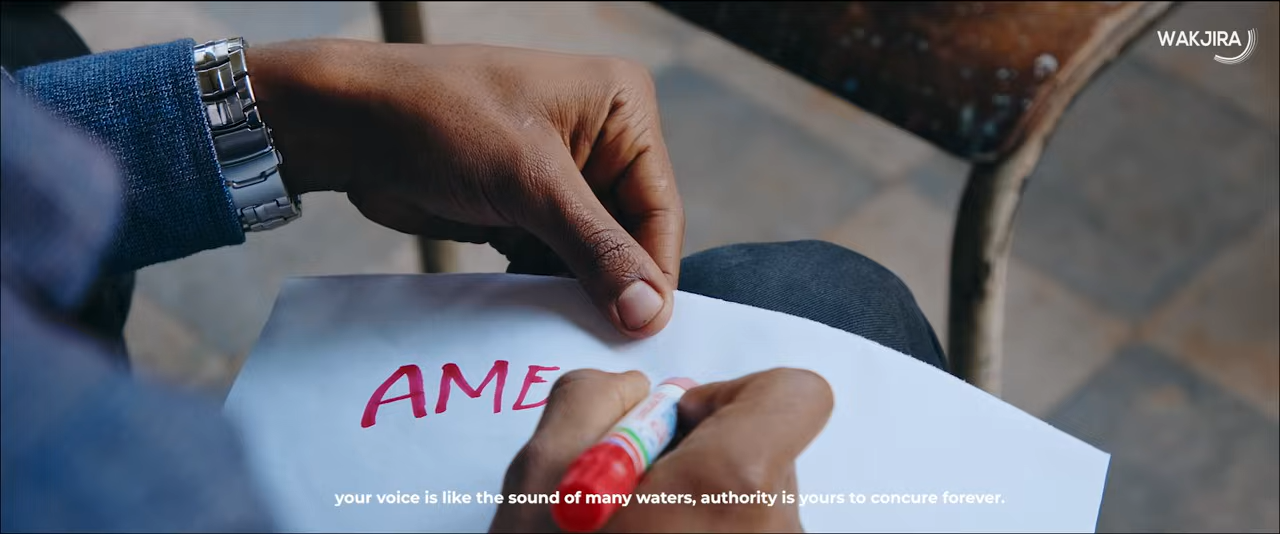 WAKJIRA
AME
your voice is like the sound of many waters, authority is yours to concure forever.